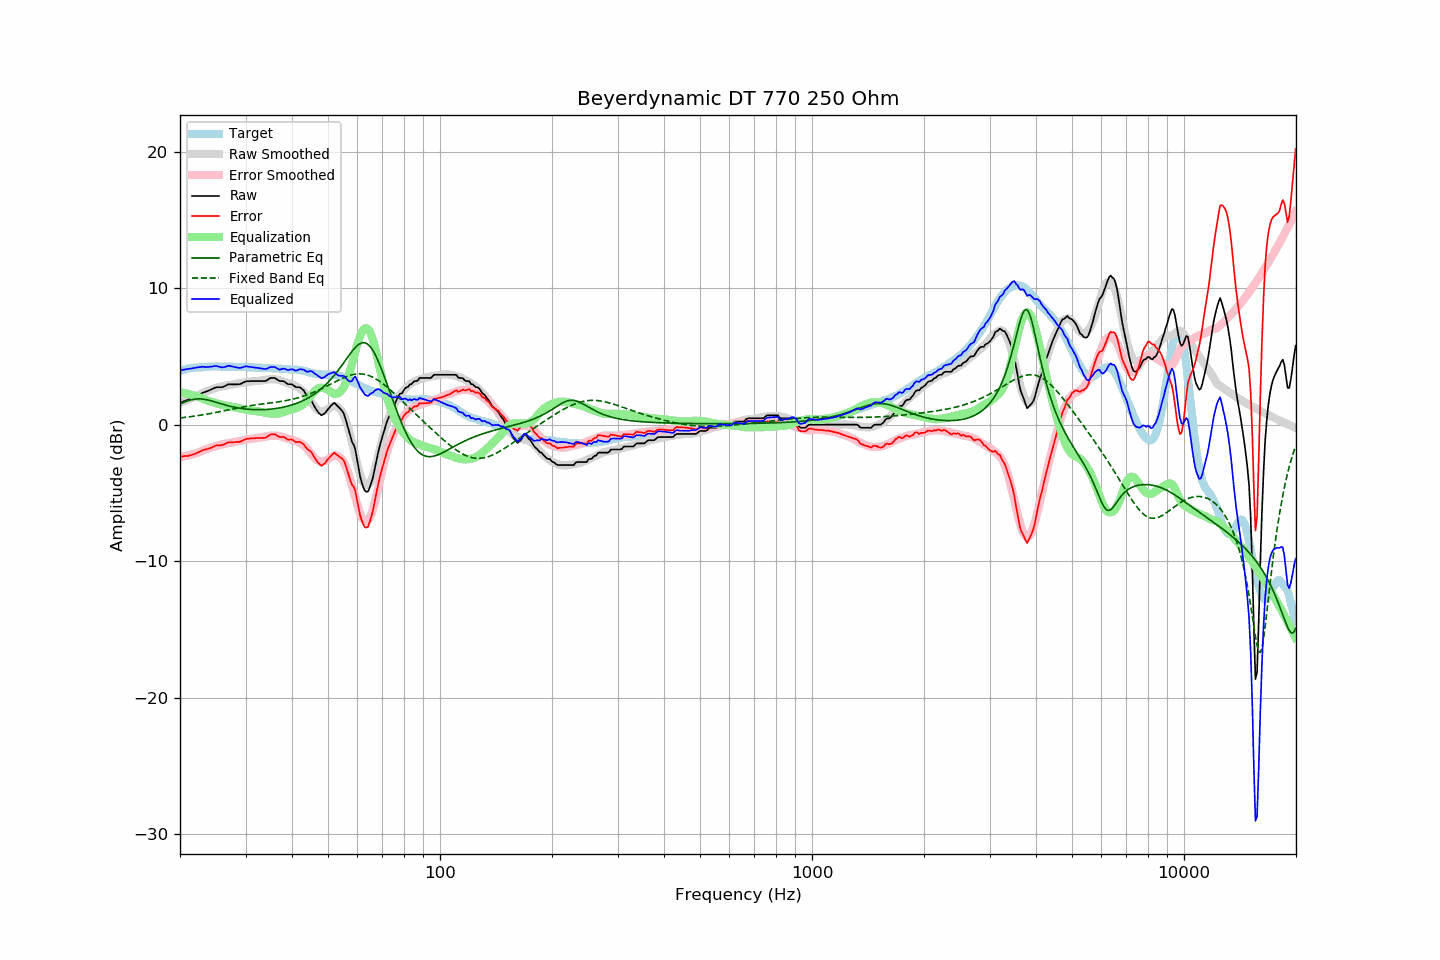 Beyerdynamic DT 770 250 Ohm
Target
Raw Smoothed
Error Smoothed
Raw
Error
Equalization
Parametric Eq
Fixed Band Eq
Equalized
20
10
0
−10
−20
−30
Amplitude (dBr)
100
1000
10000
Frequency (Hz)